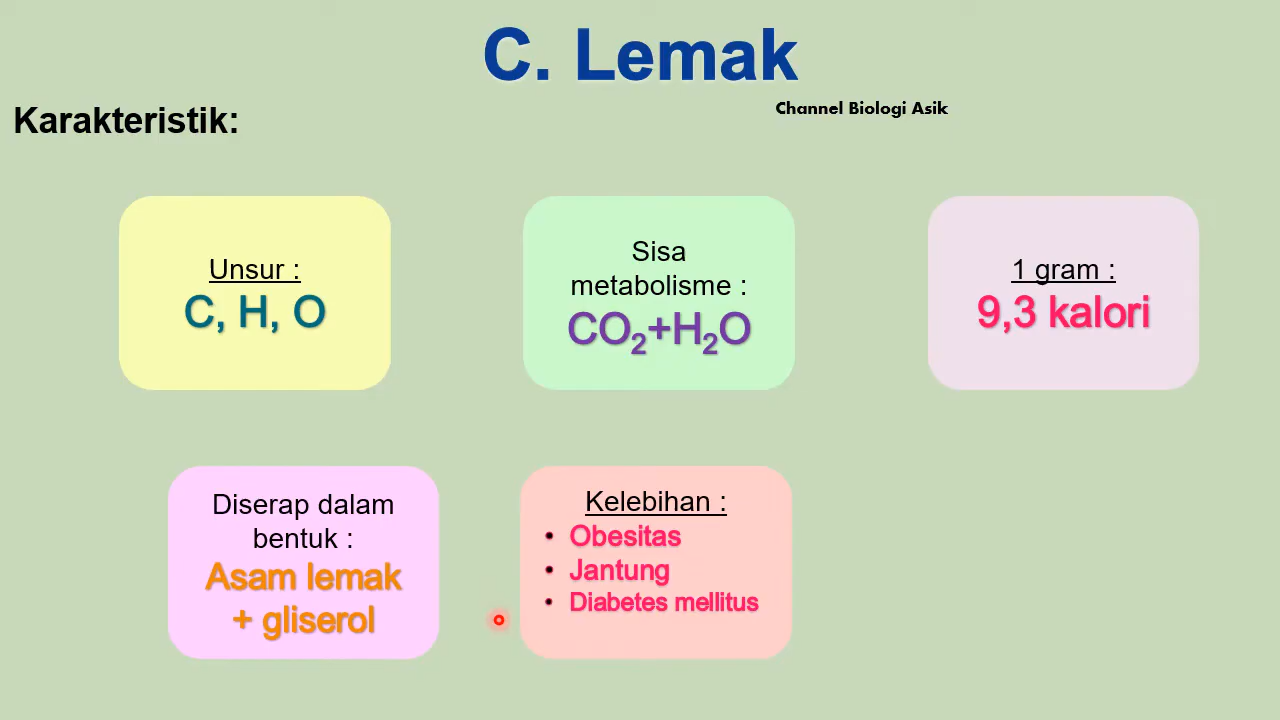 C. Lemak
Channel Biologi Asik
Karakteristik:
Unsur :
C, H, O
Sisa
metabolisme :
CO₂+H₂O
1 gram :
9,3 kalori
Diserap dalam
bentuk :
Asam lemak
+ gliserol
Kelebihan :
• Obesitas
• Jantung
• Diabetes mellitus